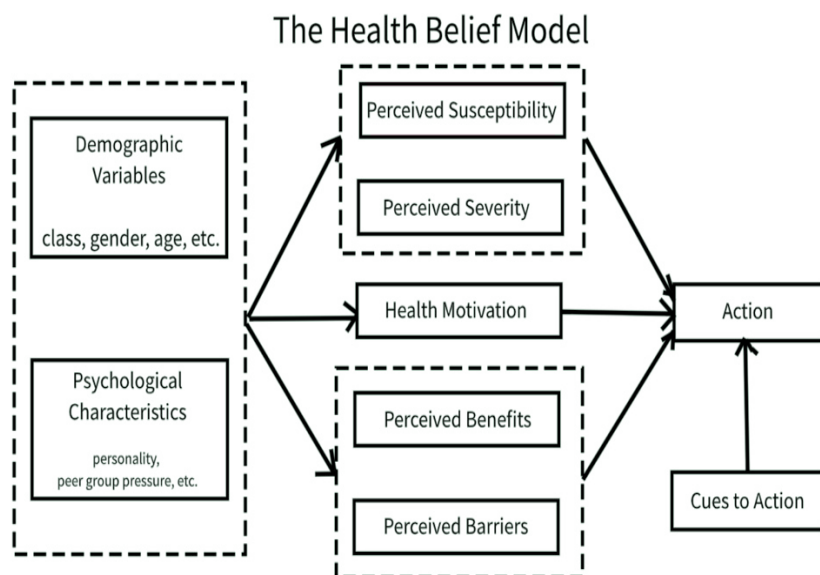 The Health Belief Model
Demographic
Variables
class, gender, age, etc.
Psychological
Characteristics
personality,
peer group pressure, etc.
Perceived Susceptibility
Perceived Severity
Health Motivation
Perceived Benefits
Perceived Barriers
Action
Cues to Action